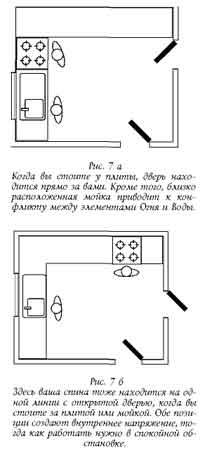 Рис. 7 а
Когда вы стоите у плиты, дверь нахо-
дится прямо за вами. Кроме того, близко
расположенная мойка приводит к кон-
фликту между элементами Огня и Воды.
Рис. 7 б
Здесь ваша спина тоже находится на од-
ной линии с открытой дверью, когда вы
стоите за плитой или мойкой. Обе пози-
ции создают внутреннее напряжение, то-
гда как работать нужно в спокойной об-
становке.